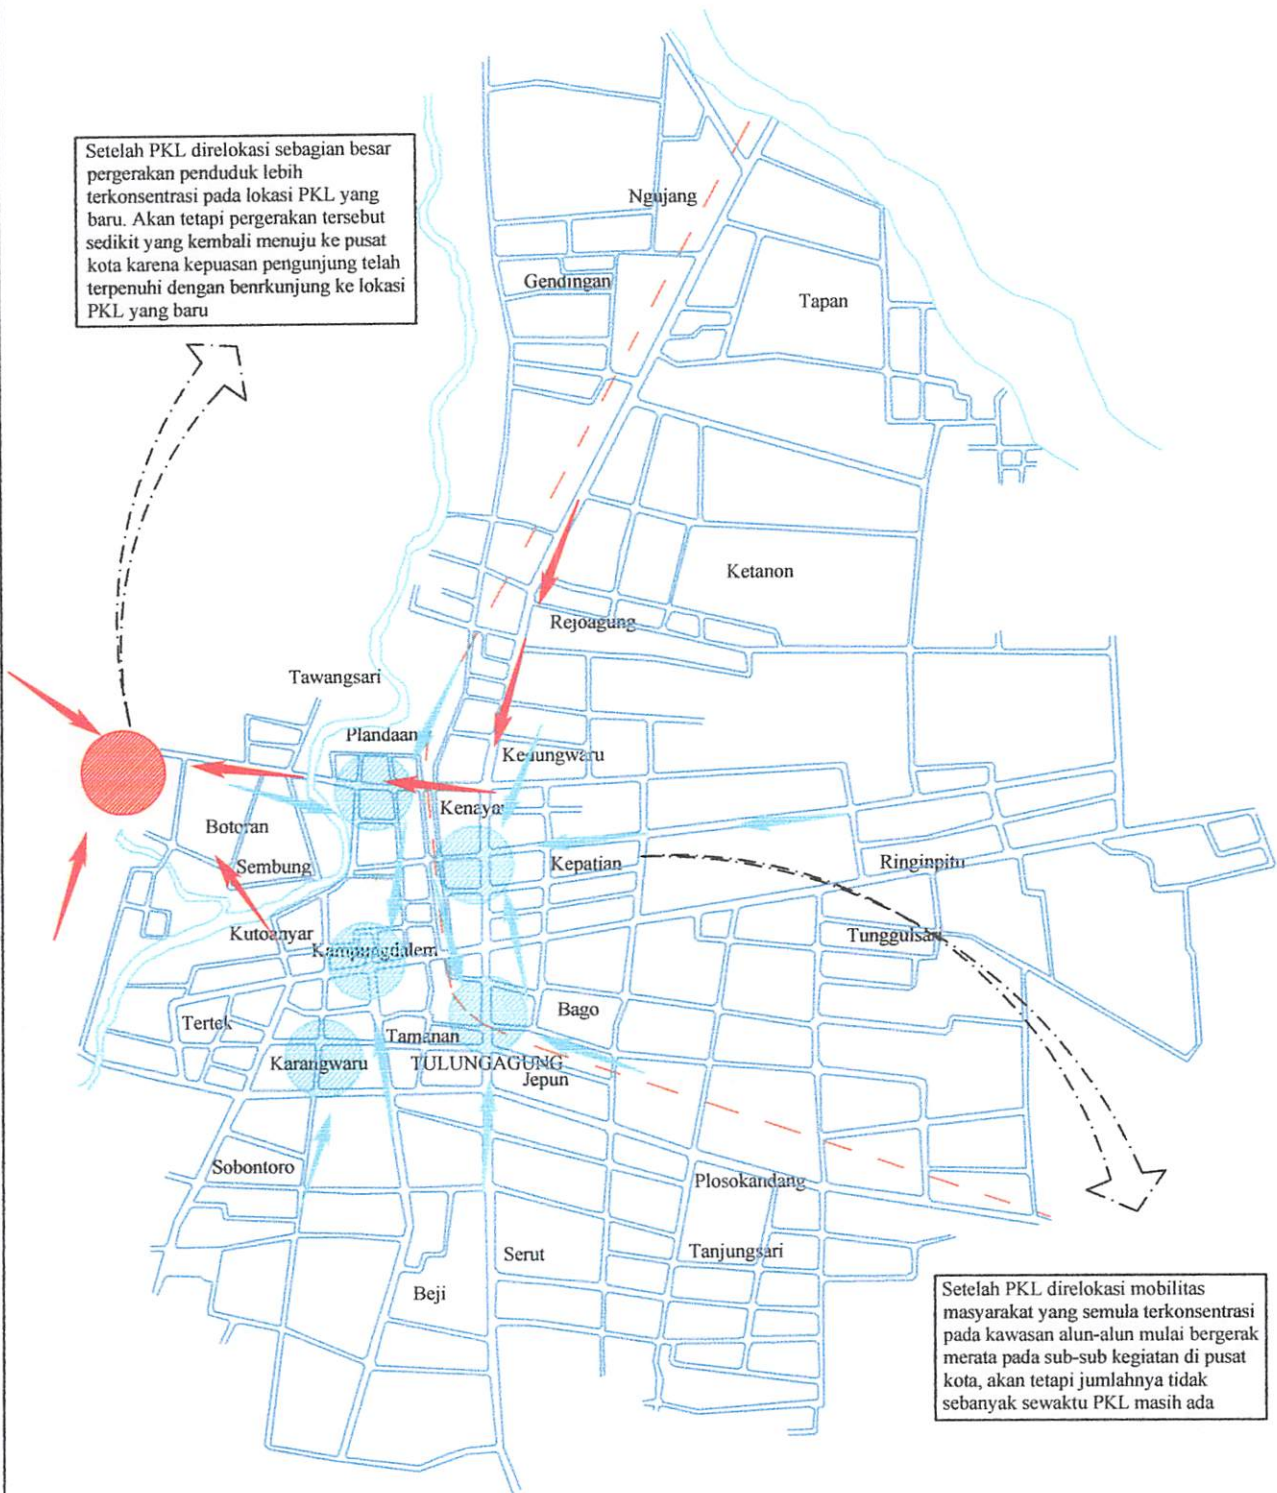 Setelah PKL direlokasi sebagian besar
pergerakan penduduk lebih
terkonsentrasi pada lokasi PKL yang
baru. Akan tetapi pergerakan tersebut
sedikit yang kembali menuju ke pusat
kota karena kepuasan pengunjung telah
terpenuhi dengan benrkunjung ke lokasi
PKL yang baru
Ngujang
Gendingan
Tapan
Ketanon
Rejoagung
Tawangsari
Plandaan
Kedungwaru
Kenayan
Botoran
Sembung
Kepatian
Ringinpitu
Kutoanyar
Kampungdalem
Tunggulsari
Tertek
Bago
Tamanan
Karangwaru
TULUNGAGUNG
Jepun
Sobontoro
Plosokandang
Serut
Tanjungsari
Beji
Setelah PKL direlokasi mobilitas
masyarakat yang semula terkonsentrasi
pada kawasan alun-alun mulai bergerak
merata pada sub-sub kegiatan di pusat
kota, akan tetapi jumlahnya tidak
sebanyak sewaktu PKL masih ada